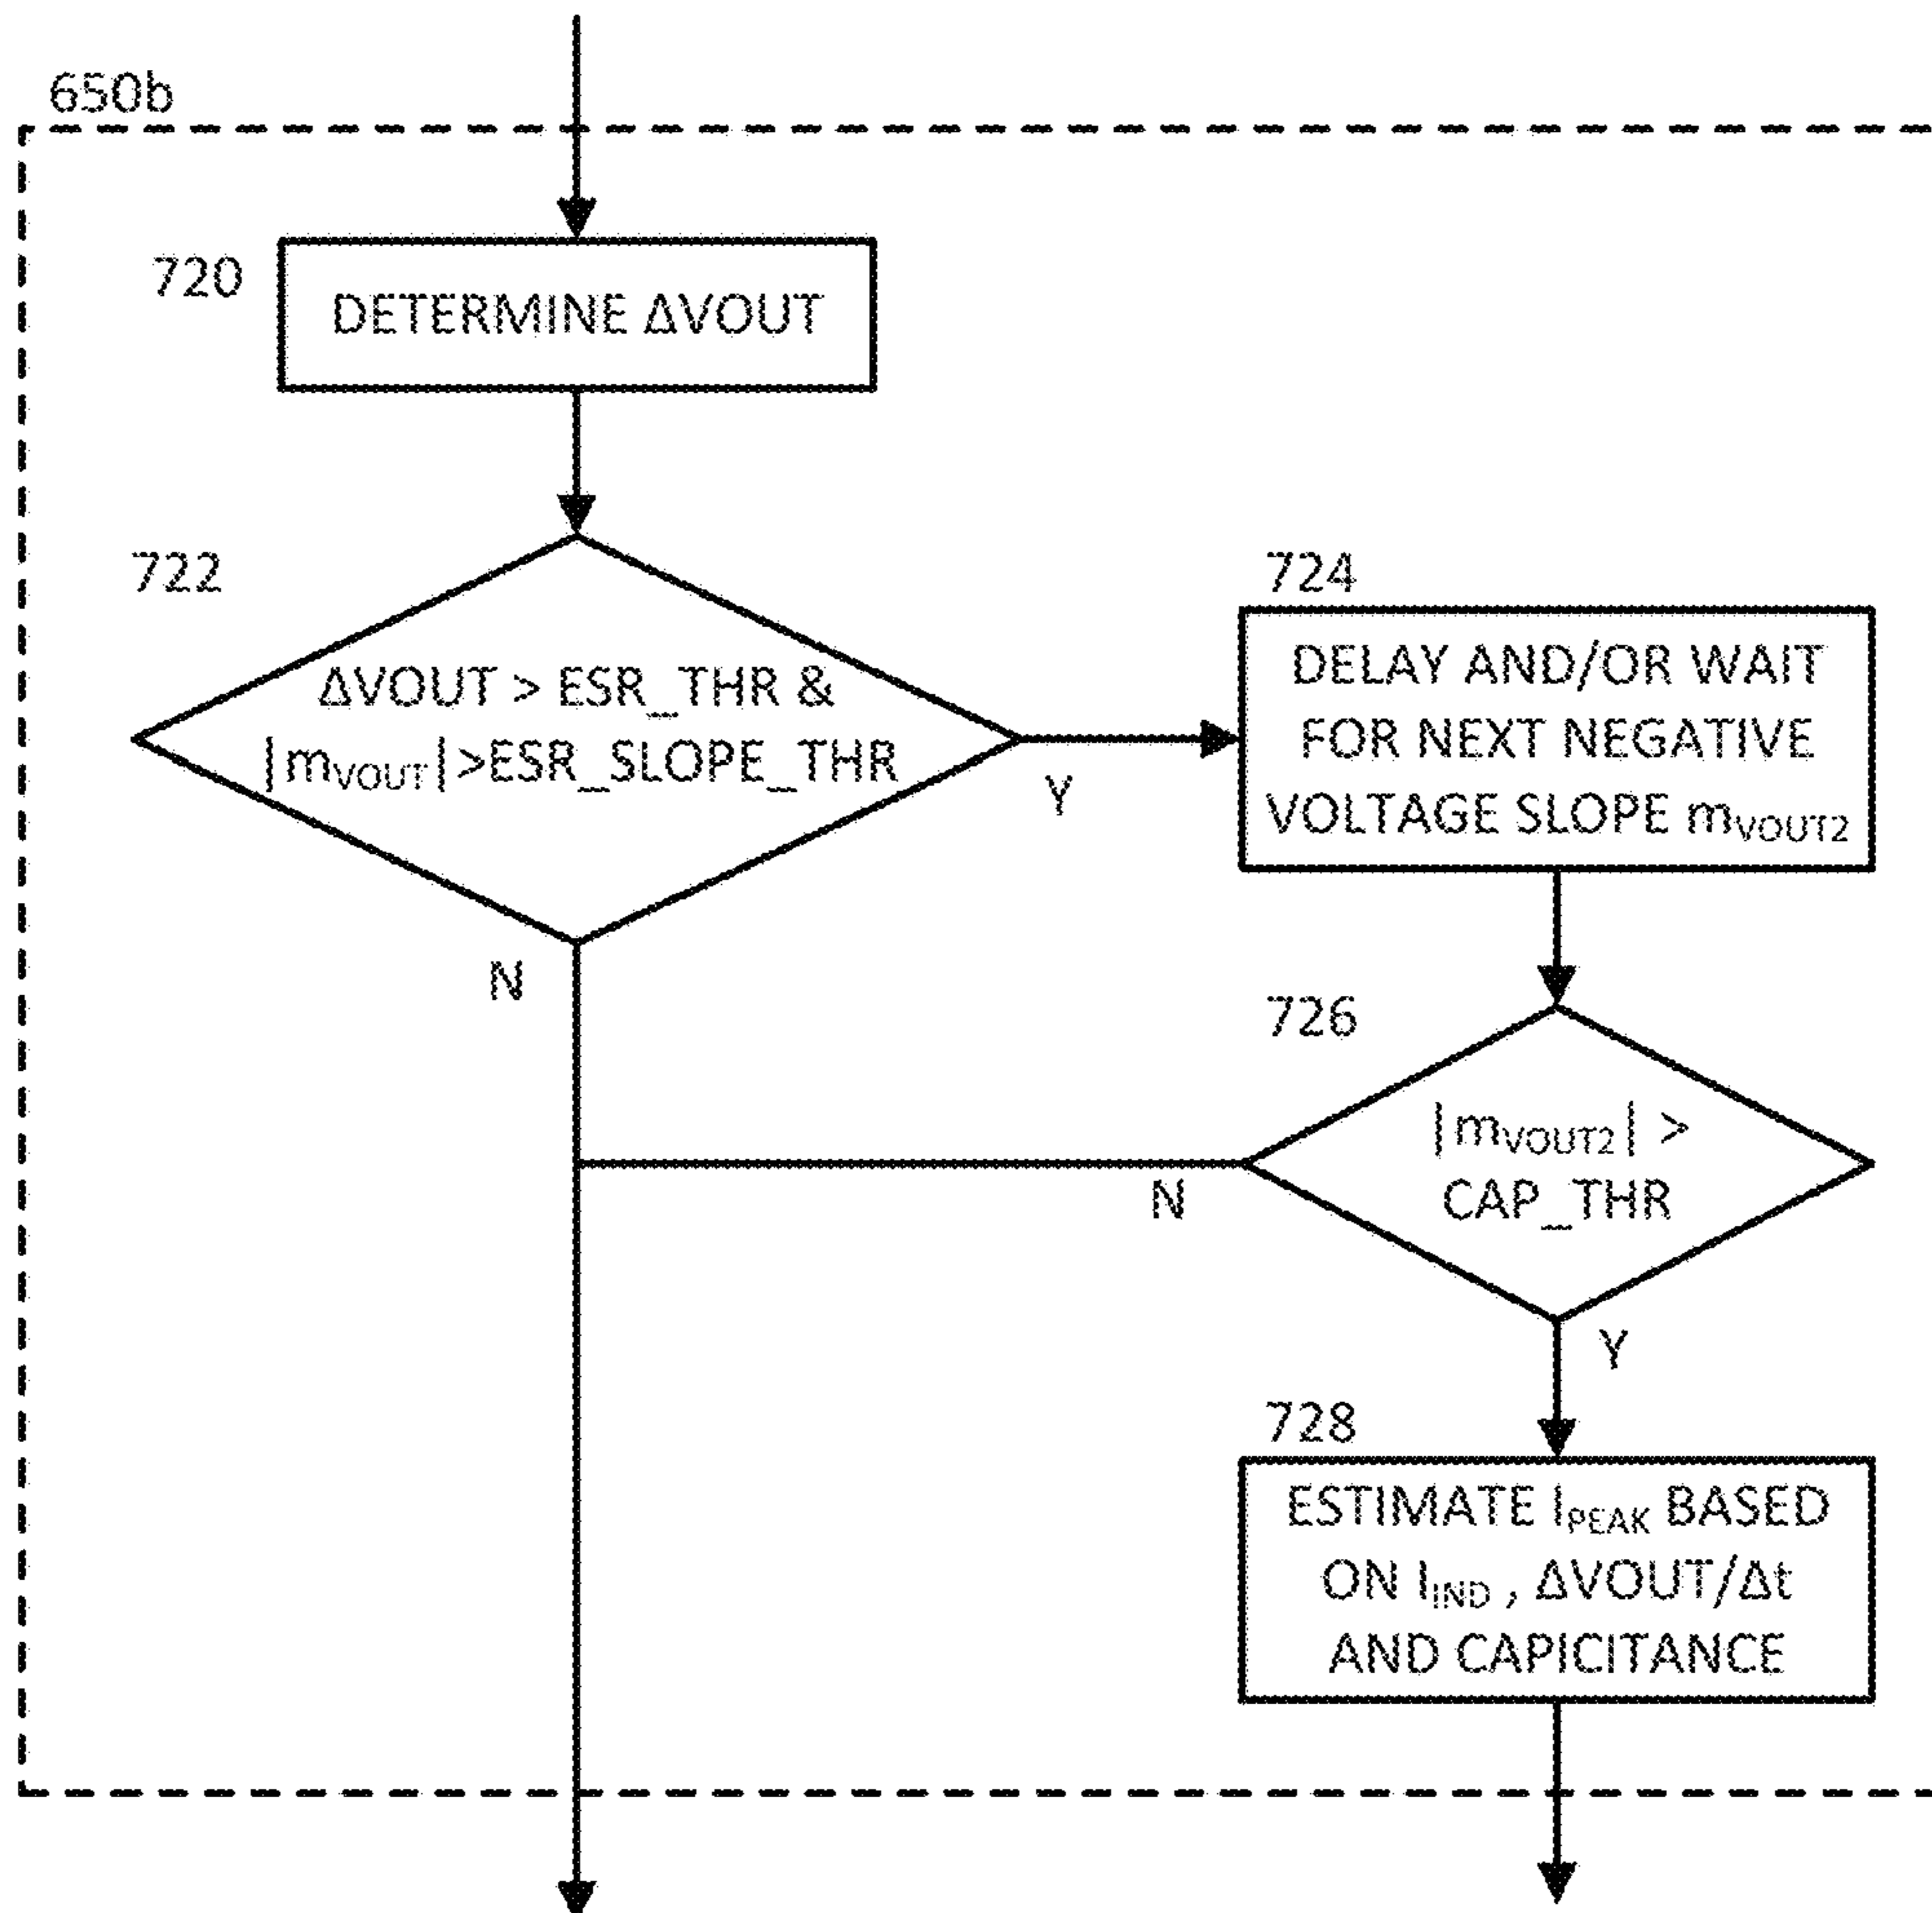 650b
720
DETERMINE ΔVOUT
722
ΔVOUT > ESR_THR &
|mVOUT|>ESR_SLOPE_THR
Y
N
724
DELAY AND/OR WAIT
FOR NEXT NEGATIVE
VOLTAGE SLOPE mVOUT2
726
|mVOUT2| >
CAP_THR
N
Y
728
ESTIMATE IPEAK BASED
ON IIND , ΔVOUT/Δt
AND CAPICITANCE